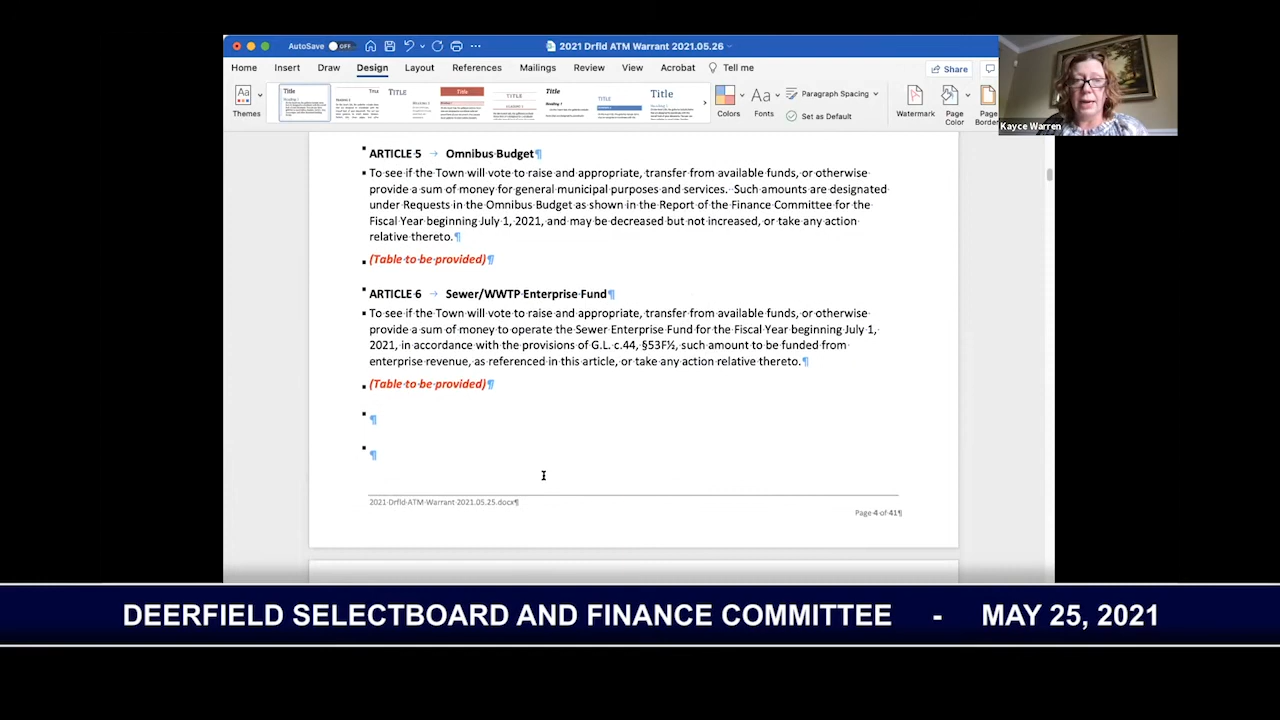 AutoSave OFF
2021 Drfld ATM Warrant 2021.05.26
Home Insert Draw Design Layout References Mailings Review View Acrobat Tell me
Share
Themes
Colors
Fonts
Paragraph Spacing
Set as Default
Watermark
Page
Color
Page
Borde
Kayce Warren
ARTICLE 5 → Omnibus Budget¶
To see if the Town will vote to raise and appropriate, transfer from available funds, or otherwise
provide a sum of money for general municipal purposes and services. Such amounts are designated
under Requests in the Omnibus Budget as shown in the Report of the Finance Committee for the
Fiscal Year beginning July 1, 2021, and may be decreased but not increased, or take any action
relative thereto.¶
(Table to be provided)¶
ARTICLE 6 → Sewer/WWTP Enterprise Fund¶
To see if the Town will vote to raise and appropriate, transfer from available funds, or otherwise
provide a sum of money to operate the Sewer Enterprise Fund for the Fiscal Year beginning July 1,
2021, in accordance with the provisions of G.L. c.44, §53F½, such amount to be funded from
enterprise revenue, as referenced in this article, or take any action relative thereto.¶
(Table to be provided)¶
¶
¶
2021 Drfld ATM Warrant 2021.05.25.docx¶
Page 4 of 41¶
DEERFIELD SELECTBOARD AND FINANCE COMMITTEE - MAY 25, 2021